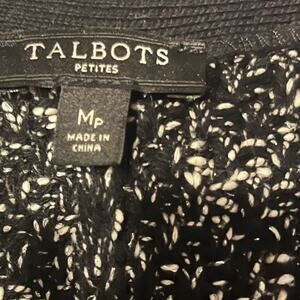 TALBOTS
PETITES
MP
MADE IN
CHINA